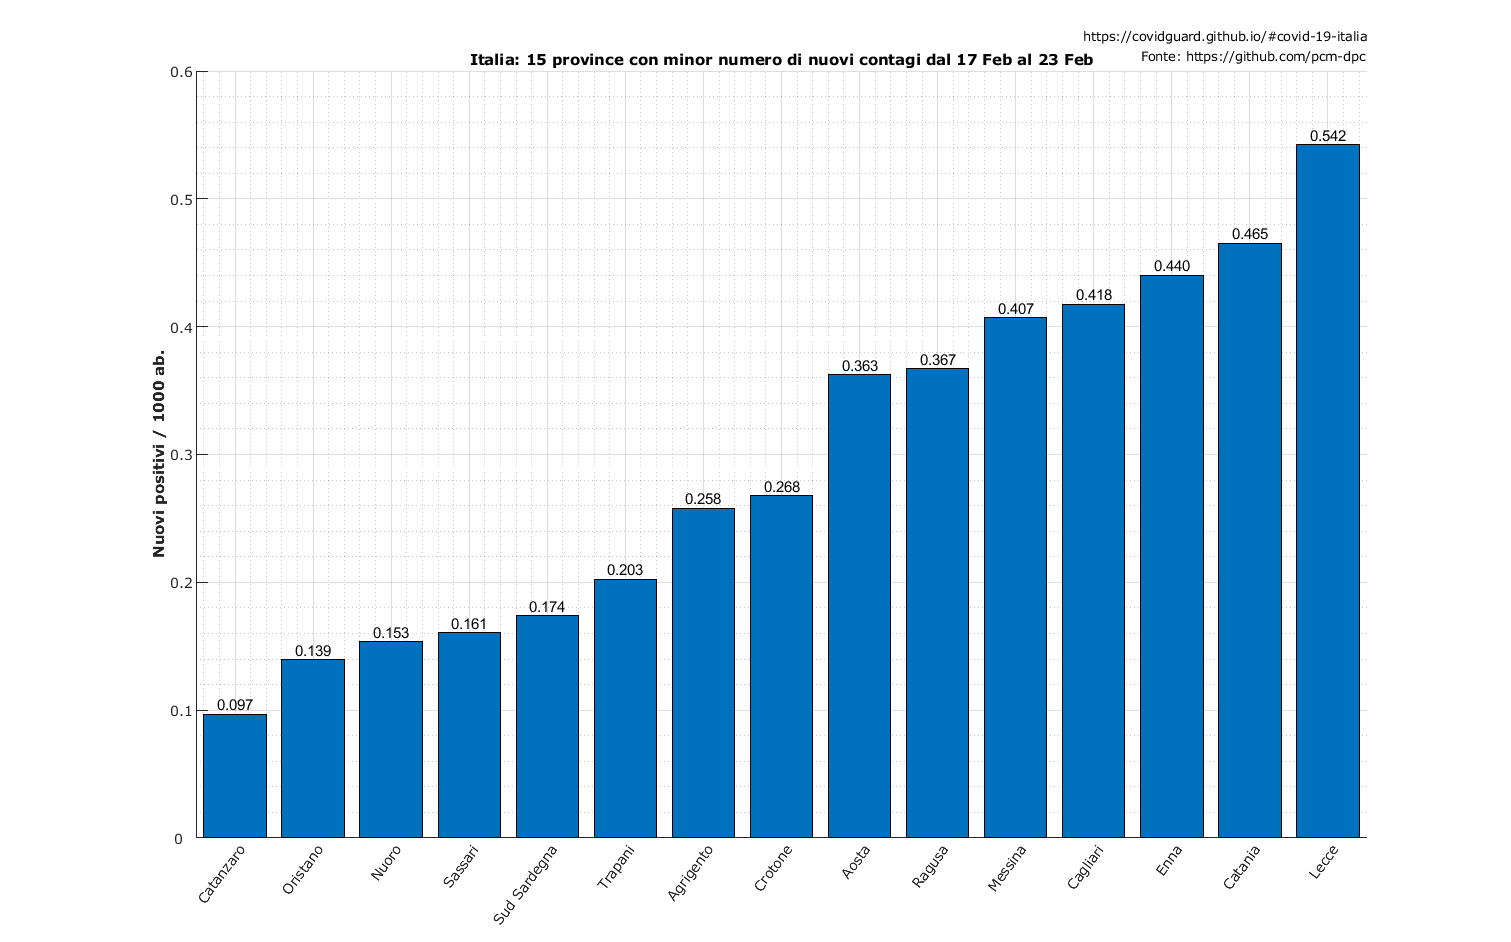 https://covidguard.github.io/#covid-19-italia
Italia: 15 province con minor numero di nuovi contagi dal 17 Feb al 23 Feb
Fonte: https://github.com/pcm-dpc
Nuovi positivi / 1000 ab.
0.6
0.5
0.4
0.3
0.2
0.1
0
0.097
0.139
0.153
0.161
0.174
0.203
0.258
0.268
0.363
0.367
0.407
0.418
0.440
0.465
0.542
Catanzaro
Oristano
Nuoro
Sassari
Sud Sardegna
Trapani
Agrigento
Crotone
Aosta
Ragusa
Messina
Cagliari
Enna
Catania
Lecce